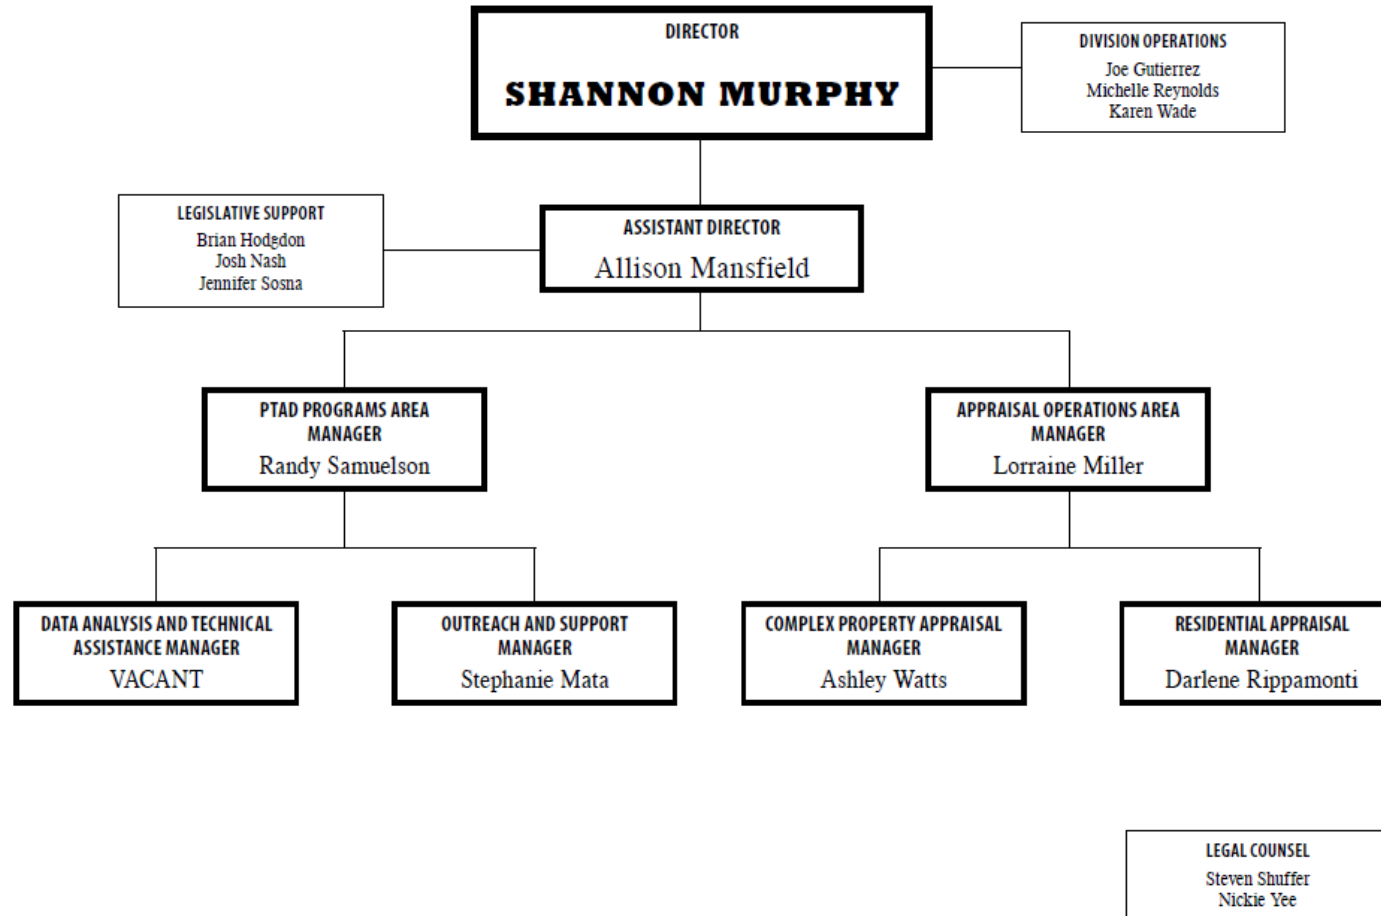 DIRECTOR
SHANNON MURPHY
DIVISION OPERATIONS
Joe Gutierrez
Michelle Reynolds
Karen Wade
LEGISLATIVE SUPPORT
Brian Hodgdon
Josh Nash
Jennifer Sosna
ASSISTANT DIRECTOR
Allison Mansfield
PTAD PROGRAMS AREA
MANAGER
Randy Samuelson
APPRAISAL OPERATIONS AREA
MANAGER
Lorraine Miller
DATA ANALYSIS AND TECHNICAL
ASSISTANCE MANAGER
VACANT
OUTREACH AND SUPPORT
MANAGER
Stephanie Mata
COMPLEX PROPERTY APPRAISAL
MANAGER
Ashley Watts
RESIDENTIAL APPRAISAL
MANAGER
Darlene Rippamonti
LEGAL COUNSEL
Steven Shuffer
Nickie Yee